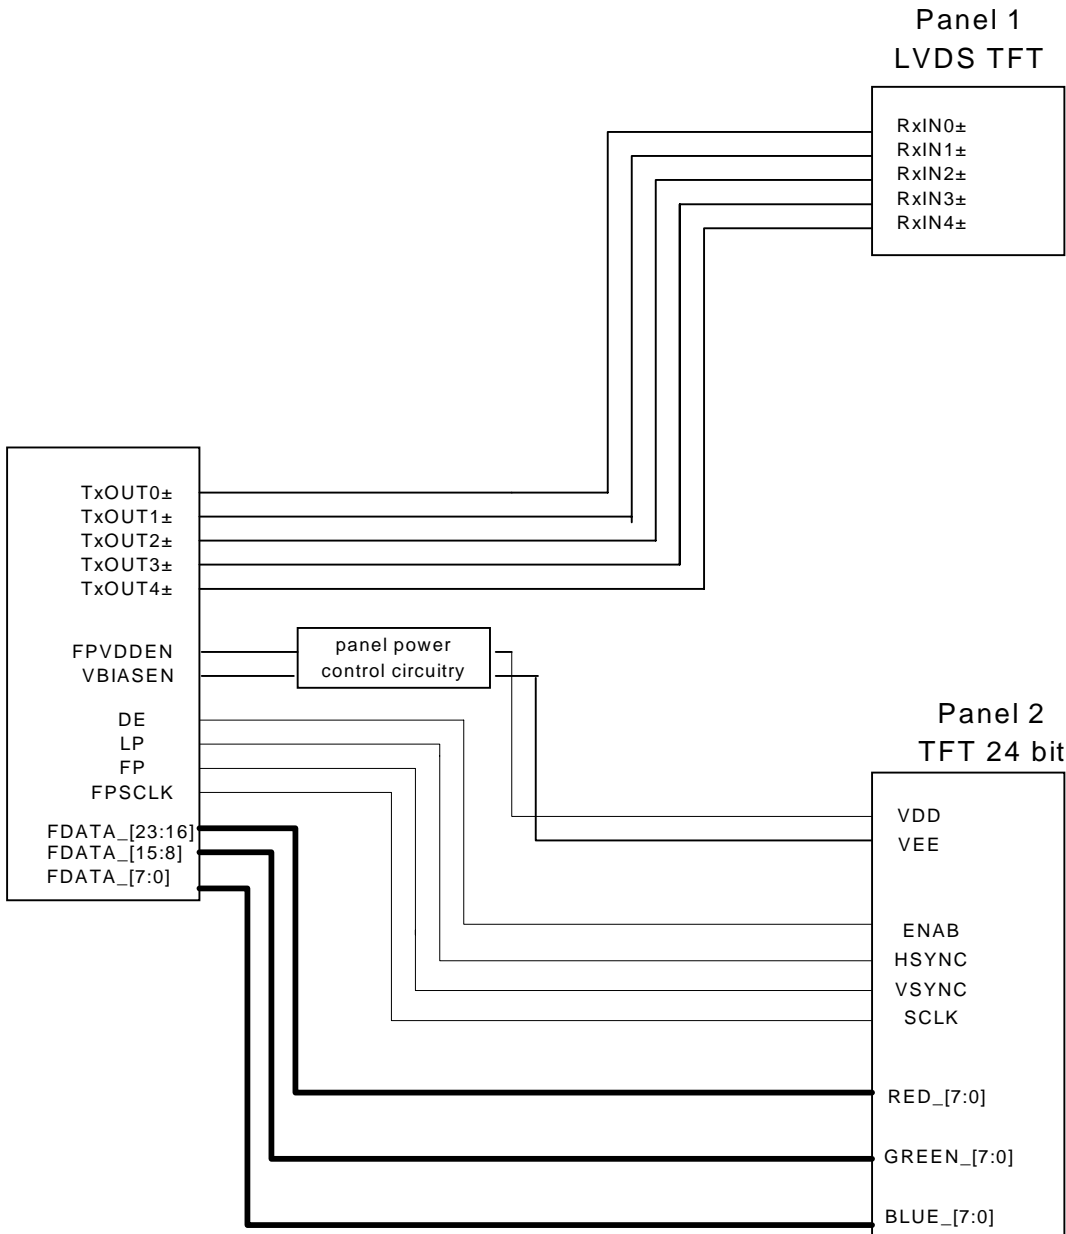 Panel 1
LVDS TFT
RxIN0±
RxIN1±
RxIN2±
RxIN3±
RxIN4±
TxOUT0±
TxOUT1±
TxOUT2±
TxOUT3±
TxOUT4±
FPVDDEN
VBIASEN
panel power
control circuitry
DE
LP
FP
FPSCLK
FDATA_[23:16]
FDATA_[15:8]
FDATA_[7:0]
Panel 2
TFT 24 bit
VDD
VEE
ENAB
HSYNC
VSYNC
SCLK
RED_[7:0]
GREEN_[7:0]
BLUE_[7:0]